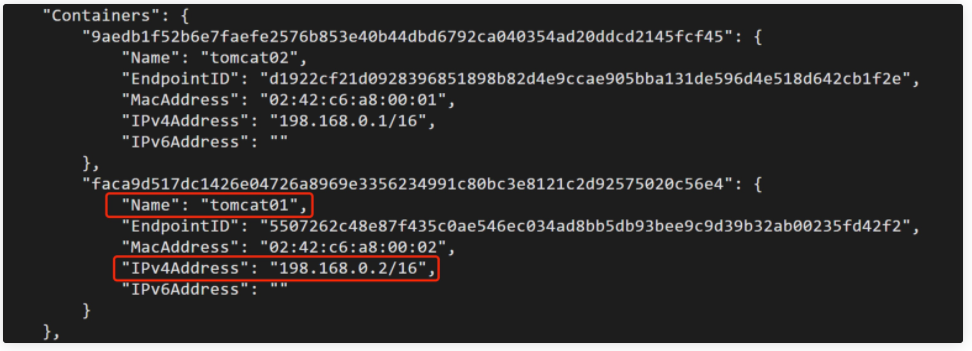 "Containers": {
"9aedb1f52b6e7faefe2576b853e40b44dbd6792ca040354ad20ddcd2145fcf45": {
"Name": "tomcat02",
"EndpointID": "d1922cf21d0928396851898b82d4e9ccae905bba131de596d4e518d642cb1f2e",
"MacAddress": "02:42:c6:a8:00:01",
"IPv4Address": "198.168.0.1/16",
"IPv6Address": ""
},
"faca9d517dc1426e04726a8969e3356234991c80bc3e8121c2d92575020c56e4": {
"Name": "tomcat01",
"EndpointID": "5507262c48e87f435c0ae546ec034ad8bb5db93bee9c9d39b32ab00235fd42f2",
"MacAddress": "02:42:c6:a8:00:02",
"IPv4Address": "198.168.0.2/16",
"IPv6Address": ""
}
},